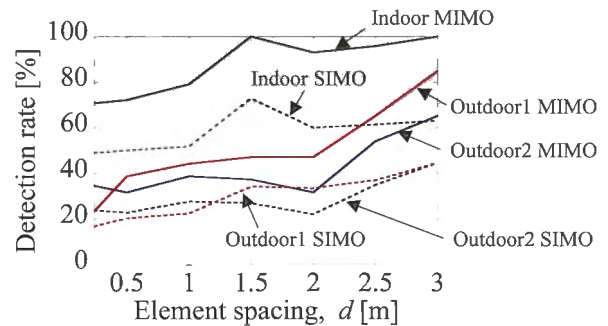 Indoor MIMO
100
80
60
40
20
0
Detection rate [%]
Indoor SIMO
Outdoor1 MIMO
Outdoor2 MIMO
Outdoor1 SIMO
Outdoor2 SIMO
0.5 1 1.5 2 2.5 3
Element spacing, d [m]